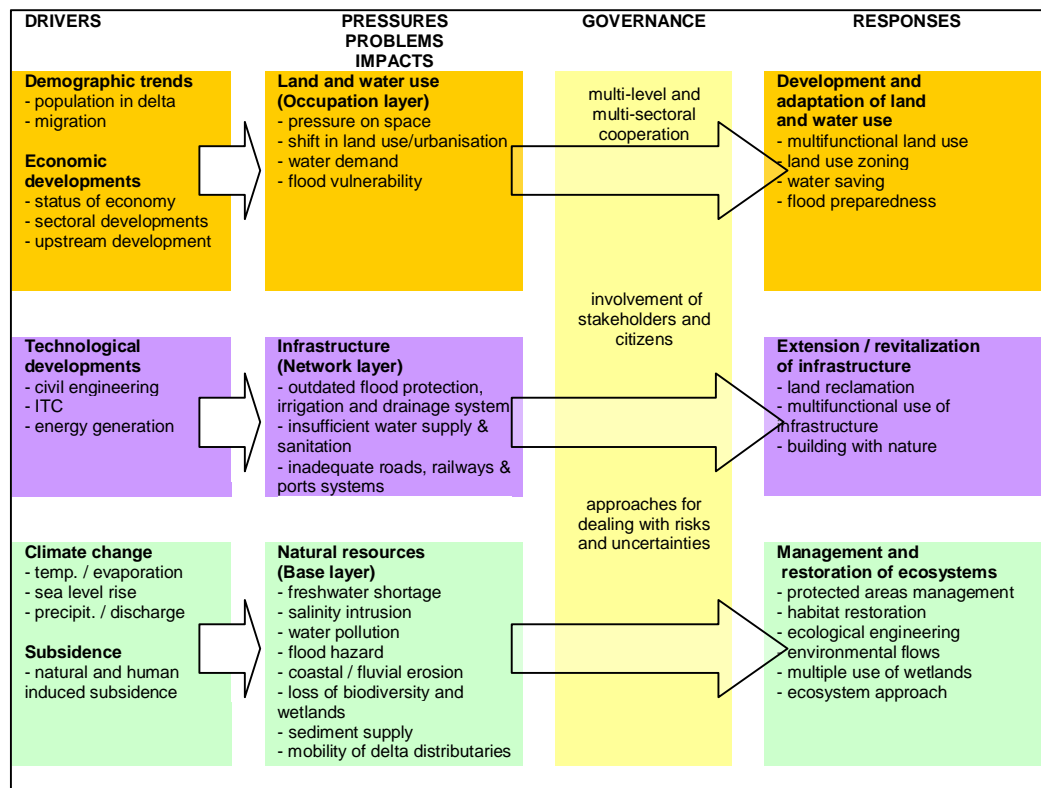 DRIVERS
PRESSURES
PROBLEMS
IMPACTS
GOVERNANCE
RESPONSES
Demographic trends
- population in delta
- migration
Economic
developments
- status of economy
- sectoral developments
- upstream development
Land and water use
(Occupation layer)
- pressure on space
- shift in land use/urbanisation
- water demand
- flood vulnerability
multi-level and
multi-sectoral
cooperation
Development and
adaptation of land
and water use
- multifunctional land use
- land use zoning
- water saving
- flood preparedness
involvement of
stakeholders and
citizens
Technological
developments
- civil engineering
- ITC
- energy generation
Infrastructure
(Network layer)
- outdated flood protection,
irrigation and drainage system
- insufficient water supply &
sanitation
- inadequate roads, railways &
ports systems
Extension / revitalization
of infrastructure
- land reclamation
- multifunctional use of
infrastructure
- building with nature
approaches for
dealing with risks
and uncertainties
Climate change
- temp. / evaporation
- sea level rise
- precipit. / discharge
Subsidence
- natural and human
induced subsidence
Natural resources
(Base layer)
- freshwater shortage
- salinity intrusion
- water pollution
- flood hazard
- coastal / fluvial erosion
- loss of biodiversity and
wetlands
- sediment supply
- mobility of delta distributaries
Management and
restoration of ecosystems
- protected areas management
- habitat restoration
- ecological engineering
- environmental flows
- multiple use of wetlands
- ecosystem approach